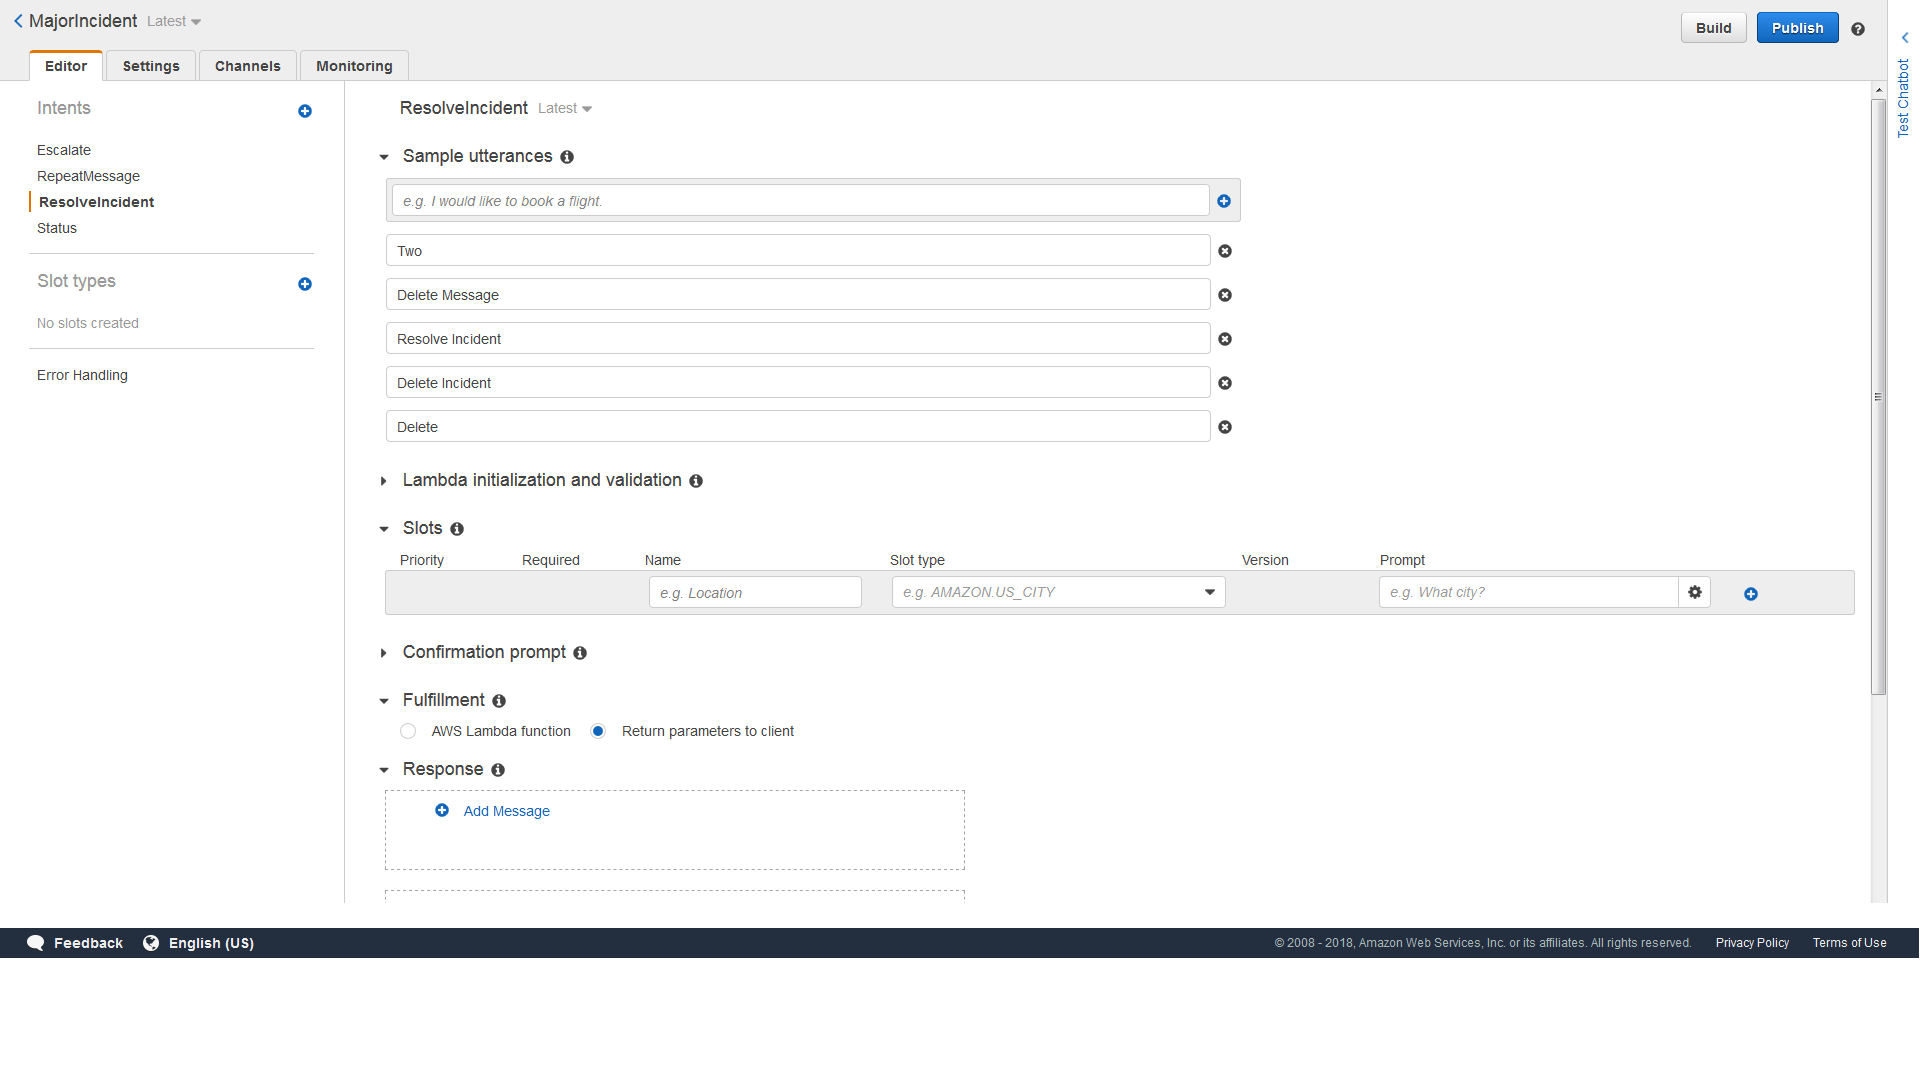 MajorIncident Latest
Build
Publish
Test Chatbot
Editor
Settings
Channels
Monitoring
Intents
Escalate
RepeatMessage
ResolveIncident
Status
Slot types
No slots created
Error Handling
ResolveIncident Latest
Sample utterances
e.g. I would like to book a flight.
Two
Delete Message
Resolve Incident
Delete Incident
Delete
Lambda initialization and validation
Slots
Priority Required Name Slot type Version Prompt
e.g. Location e.g. AMAZON.US_CITY e.g. What city?
Confirmation prompt
Fulfillment
AWS Lambda function Return parameters to client
Response
Add Message
Feedback English (US) © 2008 - 2018, Amazon Web Services, Inc. or its affiliates. All rights reserved. Privacy Policy Terms of Use